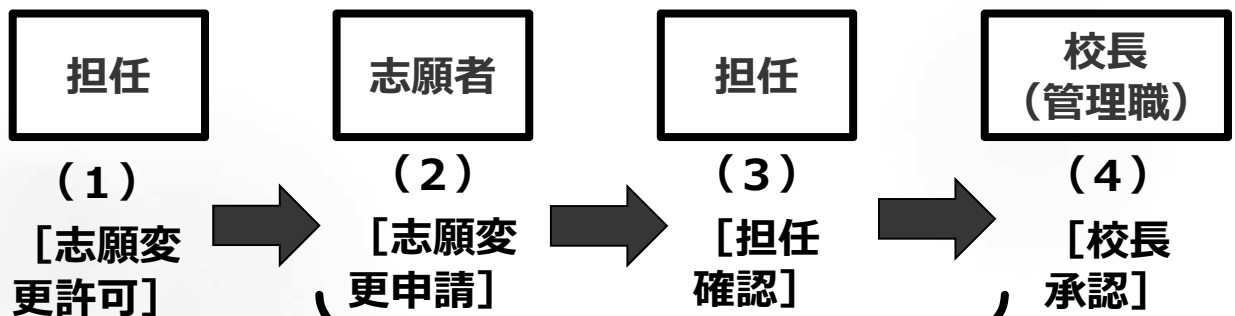 担任
(1)
[志願変
更許可]
志願者
(2)
[志願変
更申請]
担任
(3)
[担任
確認]
校長
(管理職)
(4)
[校長
承認]